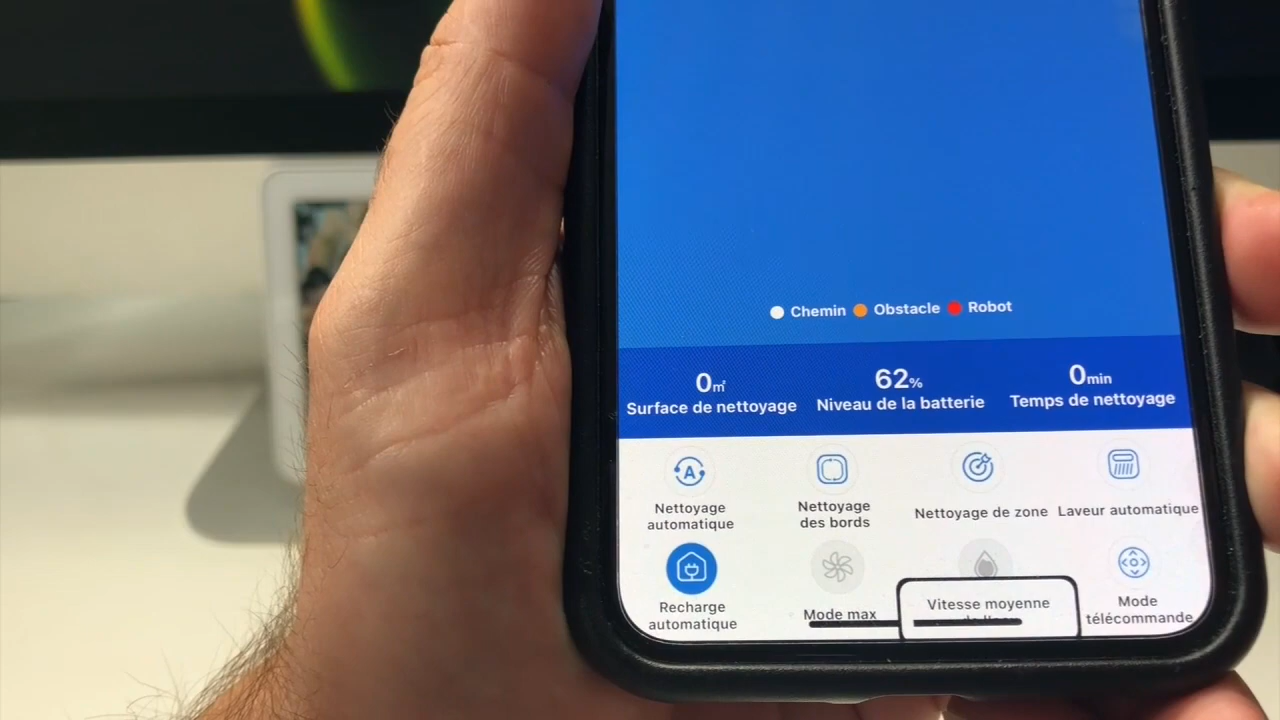 Chemin Obstacle Robot
0㎡ 62% 0min
Surface de nettoyage Niveau de la batterie Temps de nettoyage
A
Nettoyage automatique
Nettoyage des bords
Nettoyage de zone
Laveur automatique
Recharge automatique
Mode max
Vitesse moyenne
Mode télécommande